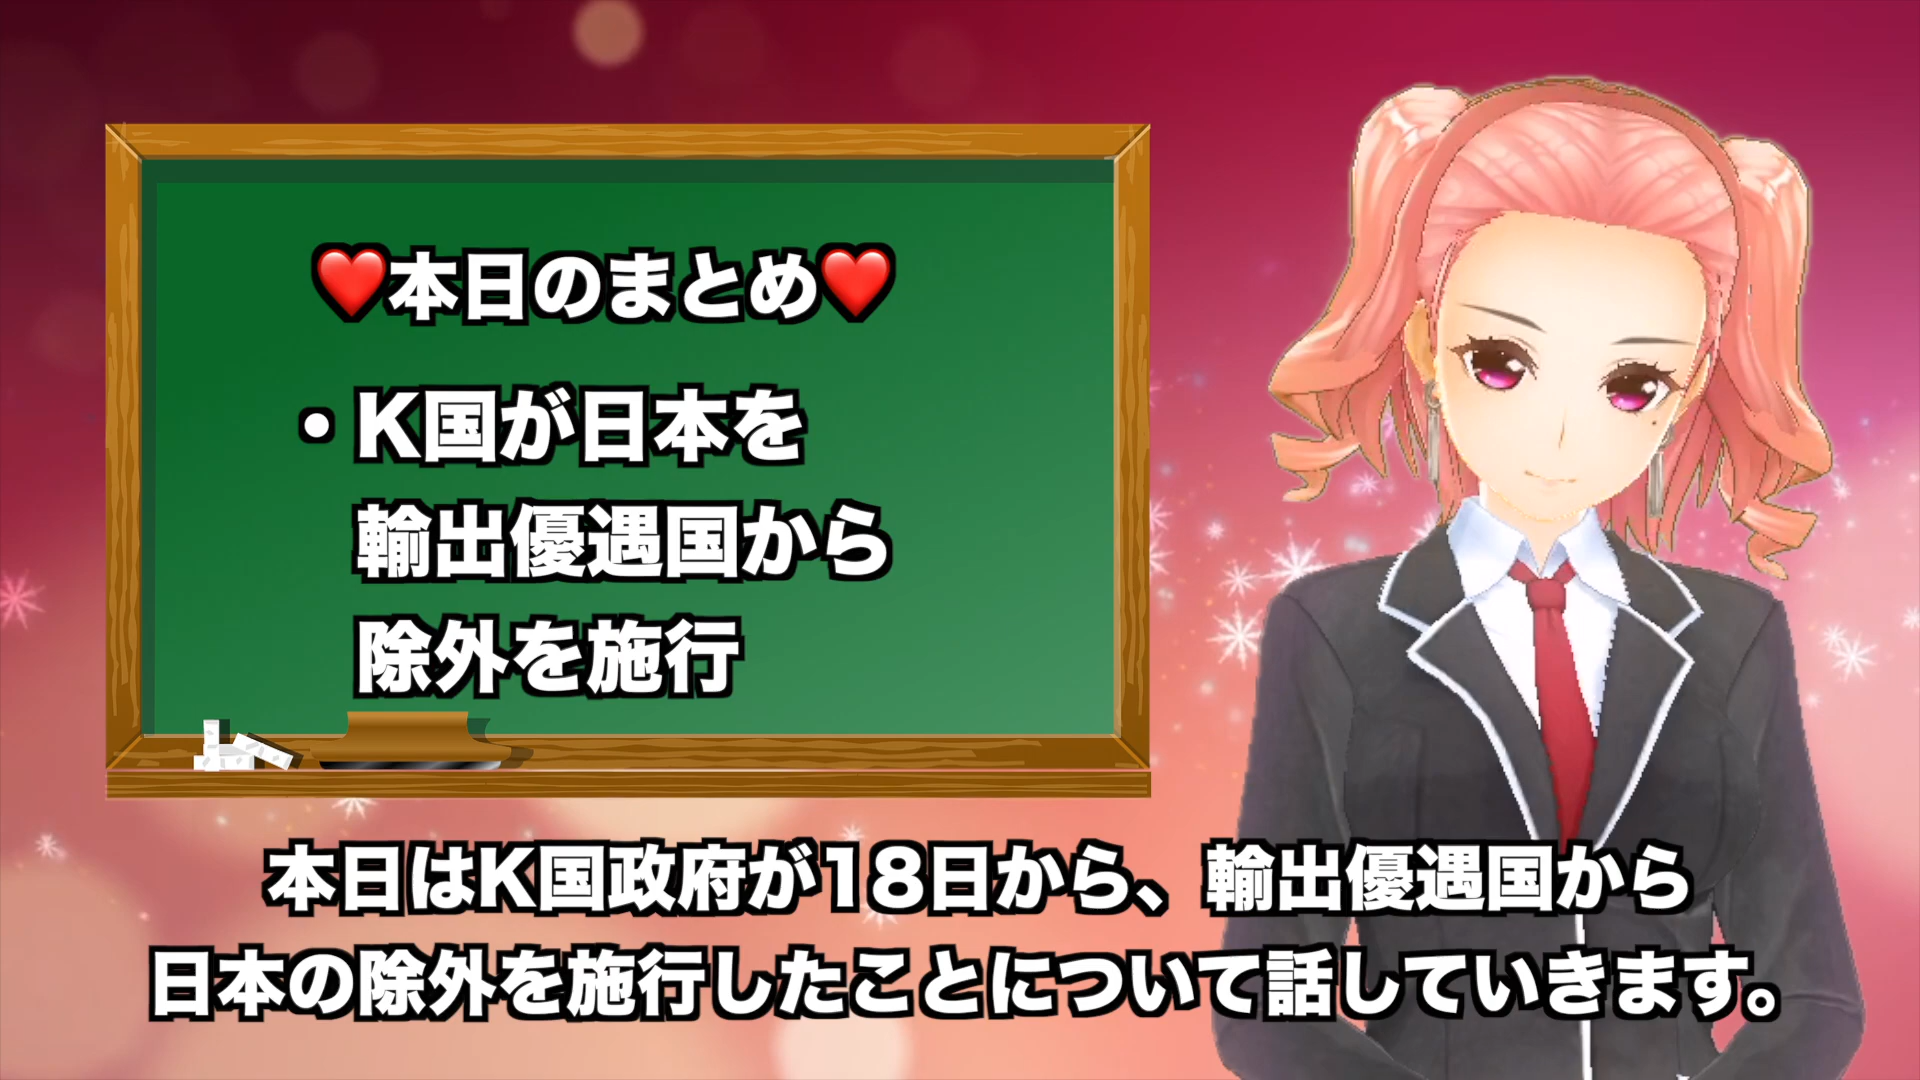 ❤️本日のまとめ❤️
・K国が日本を
輸出優遇国から
除外を施行
本日はK国政府が18日から、輸出優遇国から
日本の除外を施行したことについて話していきます。